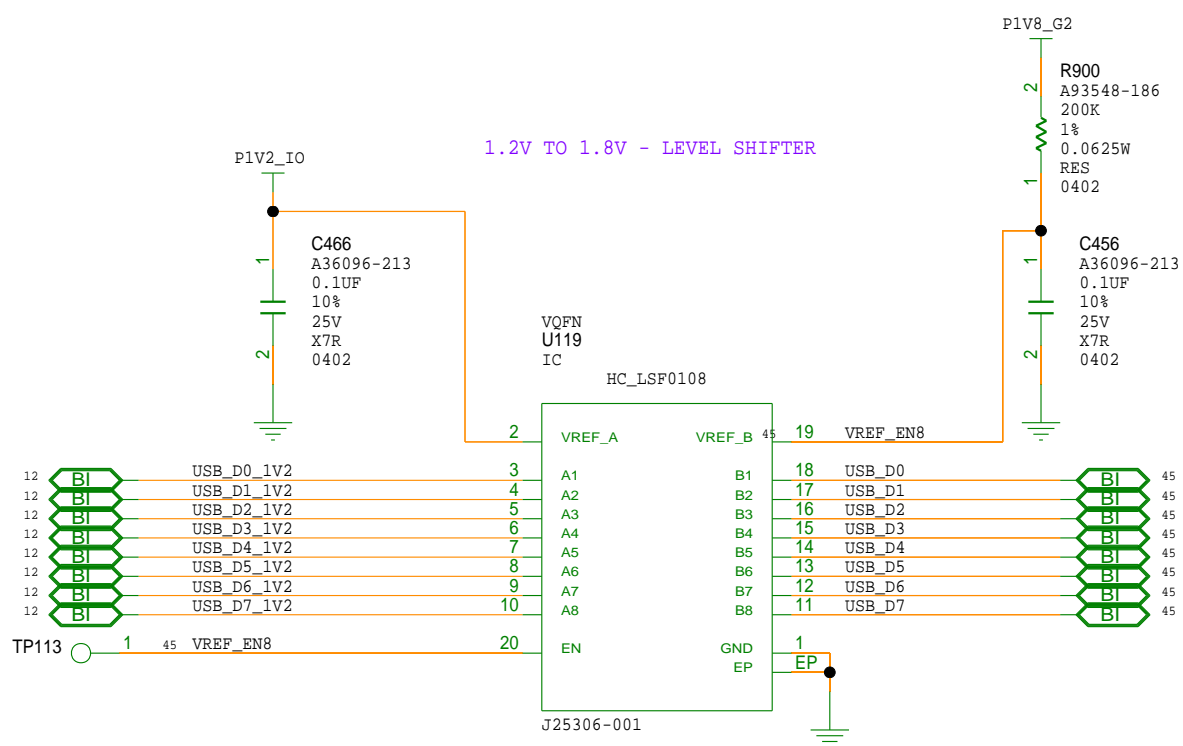 P1V8_G2
R900
2
A93548-186
200K
1%
0.0625W
RES
1
0402
1.2V TO 1.8V - LEVEL SHIFTER
P1V2_IO
C466
1
A36096-213
0.1UF
10%
25V
X7R
2
0402
C456
1
A36096-213
0.1UF
10%
25V
X7R
2
0402
VQFN
U119
IC
HC_LSF0108
2 VREF_A VREF_B 45 19 VREF_EN8
12 BI USB_D0_1V2 3 A1 B1 18 USB_D0 BI 45
12 BI USB_D1_1V2 4 A2 B2 17 USB_D1 BI 45
12 BI USB_D2_1V2 5 A3 B3 16 USB_D2 BI 45
12 BI USB_D3_1V2 6 A4 B4 15 USB_D3 BI 45
12 BI USB_D4_1V2 7 A5 B5 14 USB_D4 BI 45
12 BI USB_D5_1V2 8 A6 B6 13 USB_D5 BI 45
12 BI USB_D6_1V2 9 A7 B7 12 USB_D6 BI 45
12 BI USB_D7_1V2 10 A8 B8 11 USB_D7 BI 45
TP113 1 45 VREF_EN8 20 EN GND 1
EP EP
J25306-001